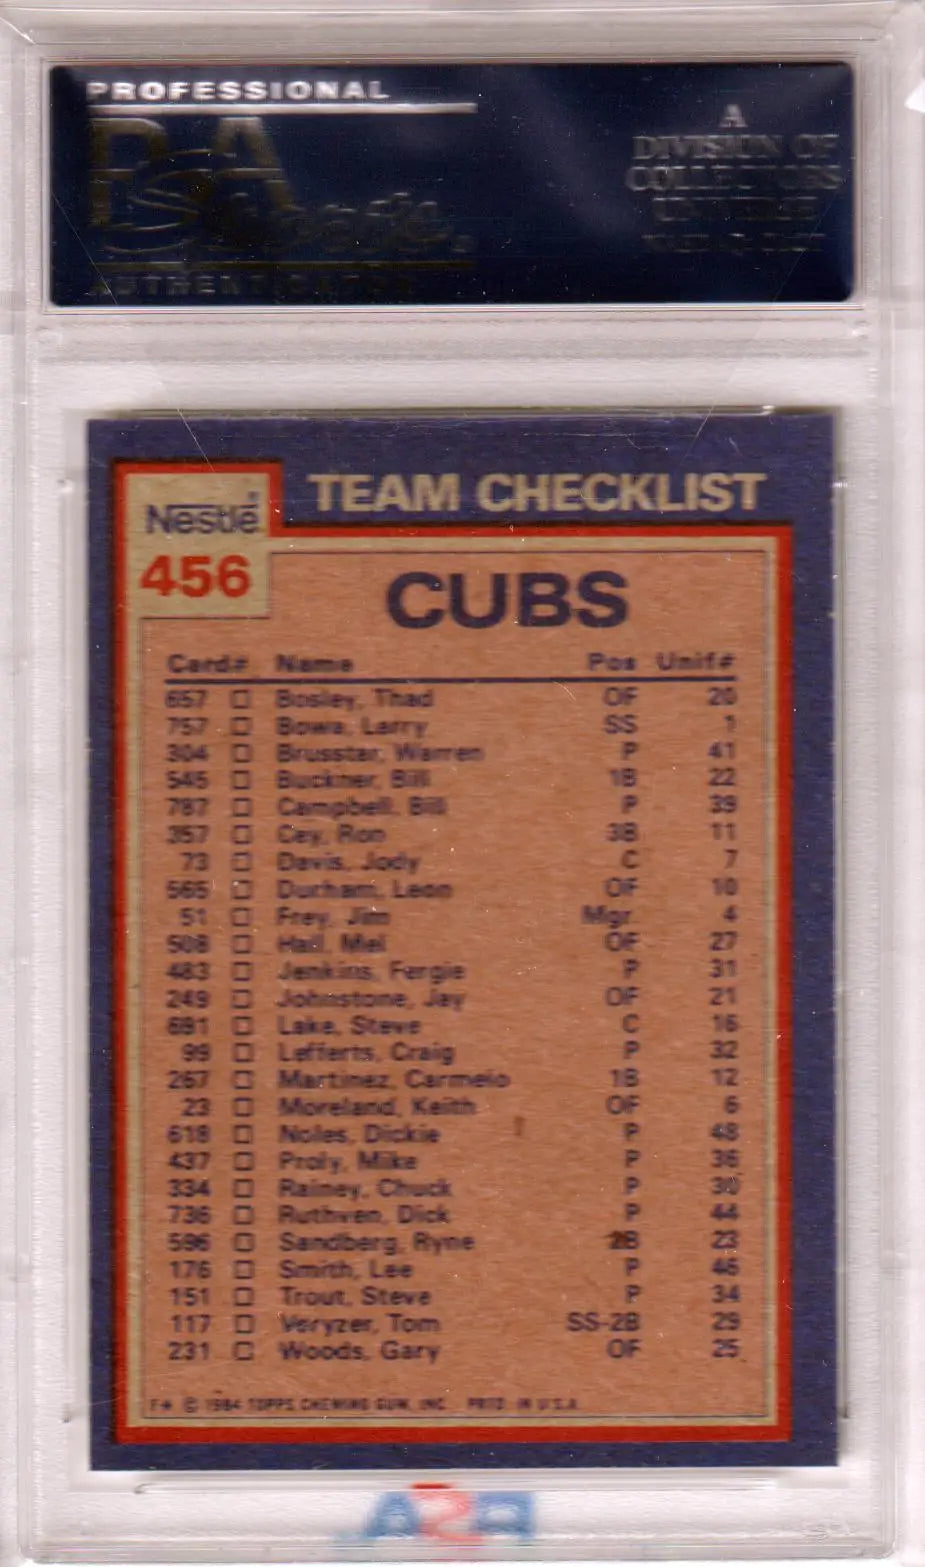 PROFESSIONAL
PSA
Sports
AUTHENTICATOR
A
DIVISION OF
COLLECTORS
UNIVERSE
Nestlé
456
TEAM CHECKLIST
CUBS
Card# Name Pos Unif#
657 Bosley, Thad OF 20
757 Bowa, Larry SS 1
304 Brusstar, Warren P 41
545 Buckner, Bill 1B 22
787 Campbell, Bill P 39
357 Cey, Ron 3B 11
73 Davis, Jody C 7
565 Durham, Leon OF 10
51 Frey, Jim Mgr 4
508 Hall, Mel OF 27
483 Jenkins, Fergie P 31
249 Johnstone, Jay OF 21
691 Lake, Steve C 16
99 Lefferts, Craig P 32
267 Martinez, Carmelo 1B 12
23 Moreland, Keith OF 6
618 Noles, Dickie P 48
437 Proly, Mike P 36
334 Rainey, Chuck P 30
736 Ruthven, Dick P 44
596 Sandberg, Ryne 2B 23
176 Smith, Lee P 46
151 Trout, Steve P 34
117 Veryzer, Tom SS-2B 29
231 Woods, Gary OF 25
F* © 1984 TOPPS CHEWING GUM, INC. PRTD. IN U.S.A.